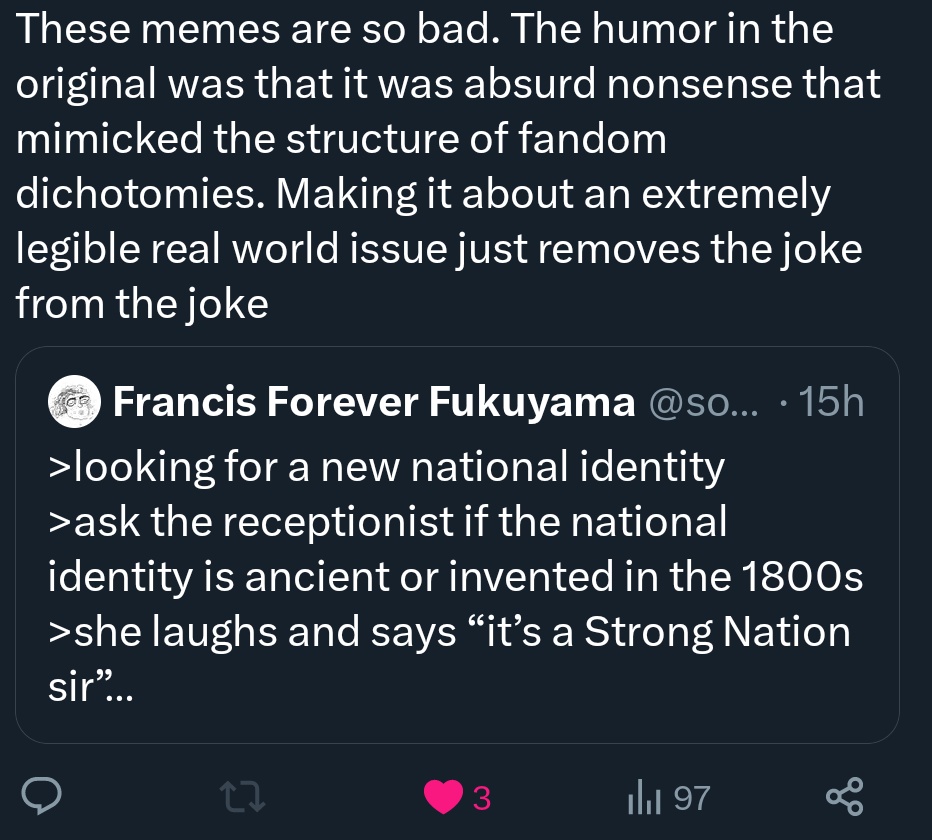 These memes are so bad. The humor in the
original was that it was absurd nonsense that
mimicked the structure of fandom
dichotomies. Making it about an extremely
legible real world issue just removes the joke
from the joke
Francis Forever Fukuyama @so... · 15h
>looking for a new national identity
>ask the receptionist if the national
identity is ancient or invented in the 1800s
>she laughs and says “it’s a Strong Nation
sir”...
3 97